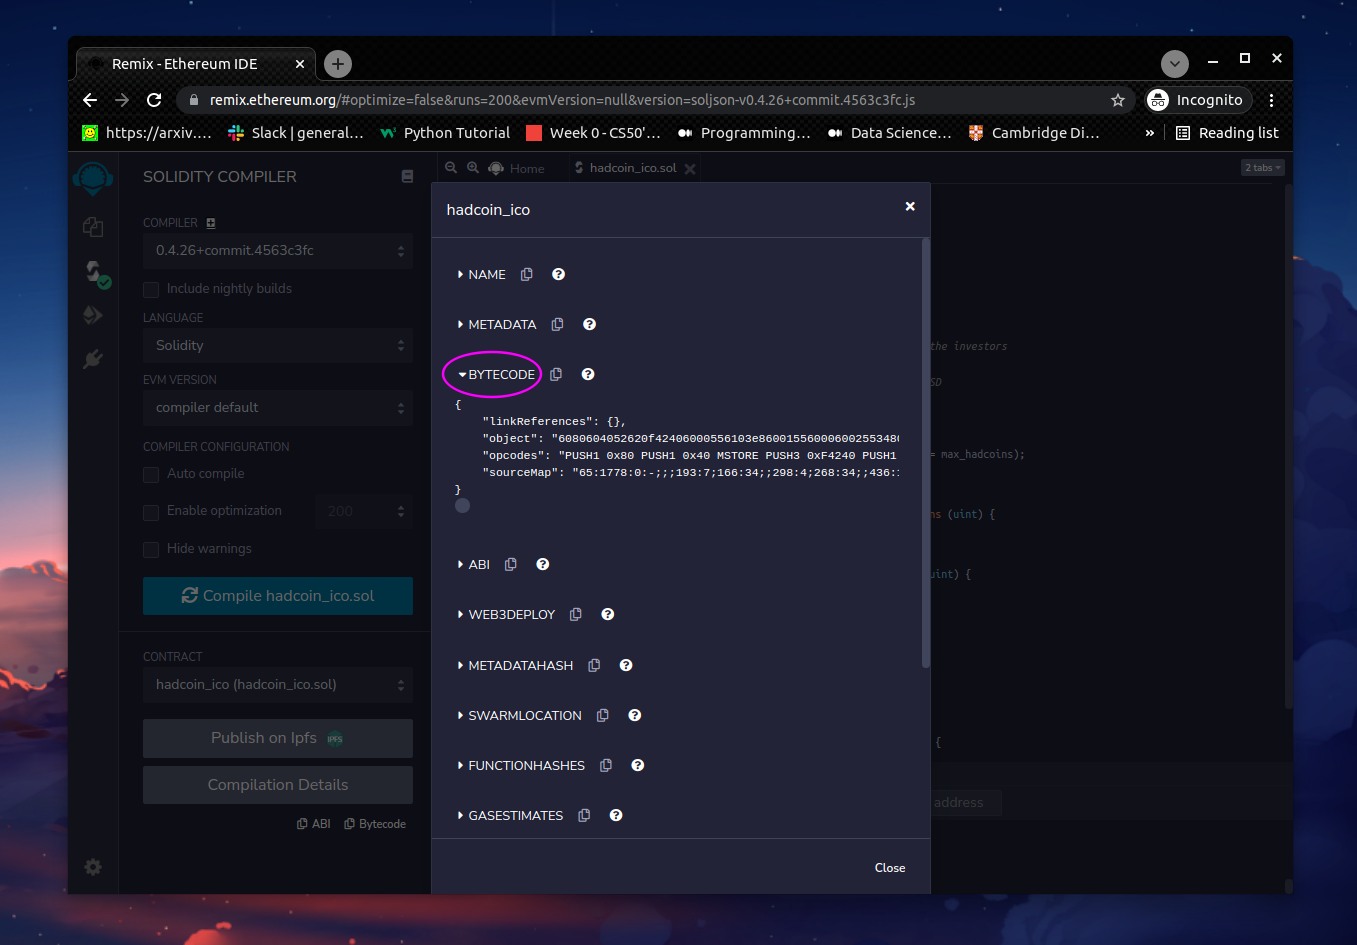 Remix - Ethereum IDE
remix.ethereum.org/#optimize=false&runs=200&evmVersion=null&version=soljson-v0.4.26+commit.4563c3fc.js
Incognito
https://arxiv.... Slack | general... Python Tutorial Week 0 - CS50'... Programming... Data Science... Cambridge Di... » Reading list
SOLIDITY COMPILER
Home hadcoin_ico.sol 2 tabs
COMPILER
0.4.26+commit.4563c3fc
Include nightly builds
LANGUAGE
Solidity
EVM VERSION
compiler default
COMPILER CONFIGURATION
Auto compile
Enable optimization 200
Hide warnings
Compile hadcoin_ico.sol
CONTRACT
hadcoin_ico (hadcoin_ico.sol)
Publish on Ipfs IPFS
Compilation Details
ABI Bytecode
hadcoin_ico
NAME
METADATA
BYTECODE
{
"linkReferences": {},
"object": "6080604052620f42406000556103e860015560006002553480
"opcodes": "PUSH1 0x80 PUSH1 0x40 MSTORE PUSH3 0xF4240 PUSH1
"sourceMap": "65:1778:0:-;;;193:7;166:34;;298:4;268:34;;436:
}
ABI
WEB3DEPLOY
METADATAHASH
SWARMLOCATION
FUNCTIONHASHES
GASESTIMATES
Close
the investors
SD
= max_hadcoins);
ns (uint) {
uint) {
{
address